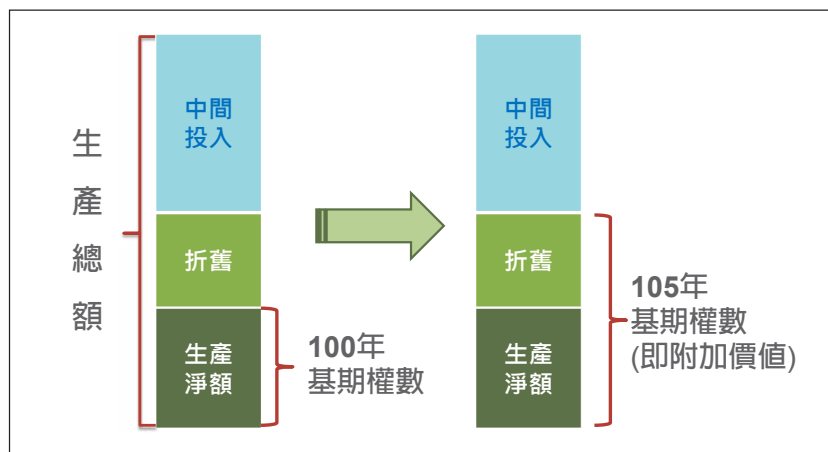 生產總額
中間
投入
折舊
生產
淨額
100年
基期權數
中間
投入
折舊
生產
淨額
105年
基期權數
(即附加價值)